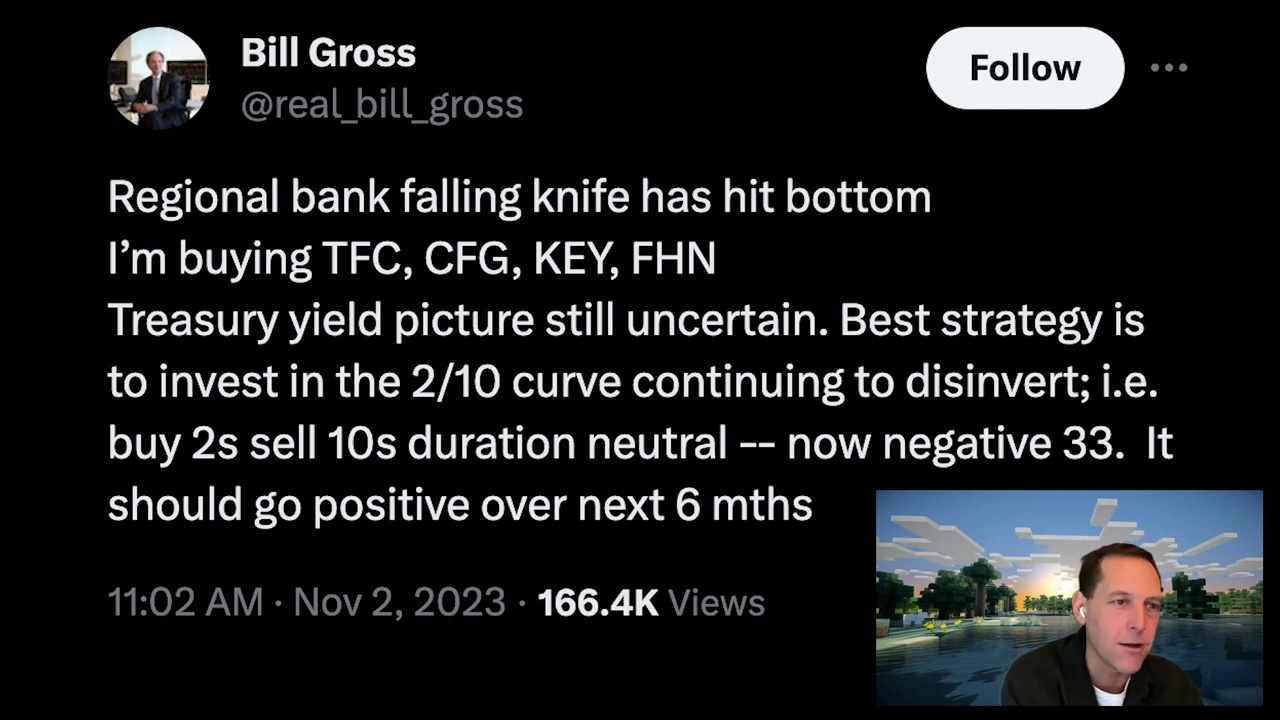 Bill Gross
@real_bill_gross
Follow
Regional bank falling knife has hit bottom
I’m buying TFC, CFG, KEY, FHN
Treasury yield picture still uncertain. Best strategy is
to invest in the 2/10 curve continuing to disinvert; i.e.
buy 2s sell 10s duration neutral -- now negative 33.  It
should go positive over next 6 mths
11:02 AM · Nov 2, 2023 · 166.4K Views